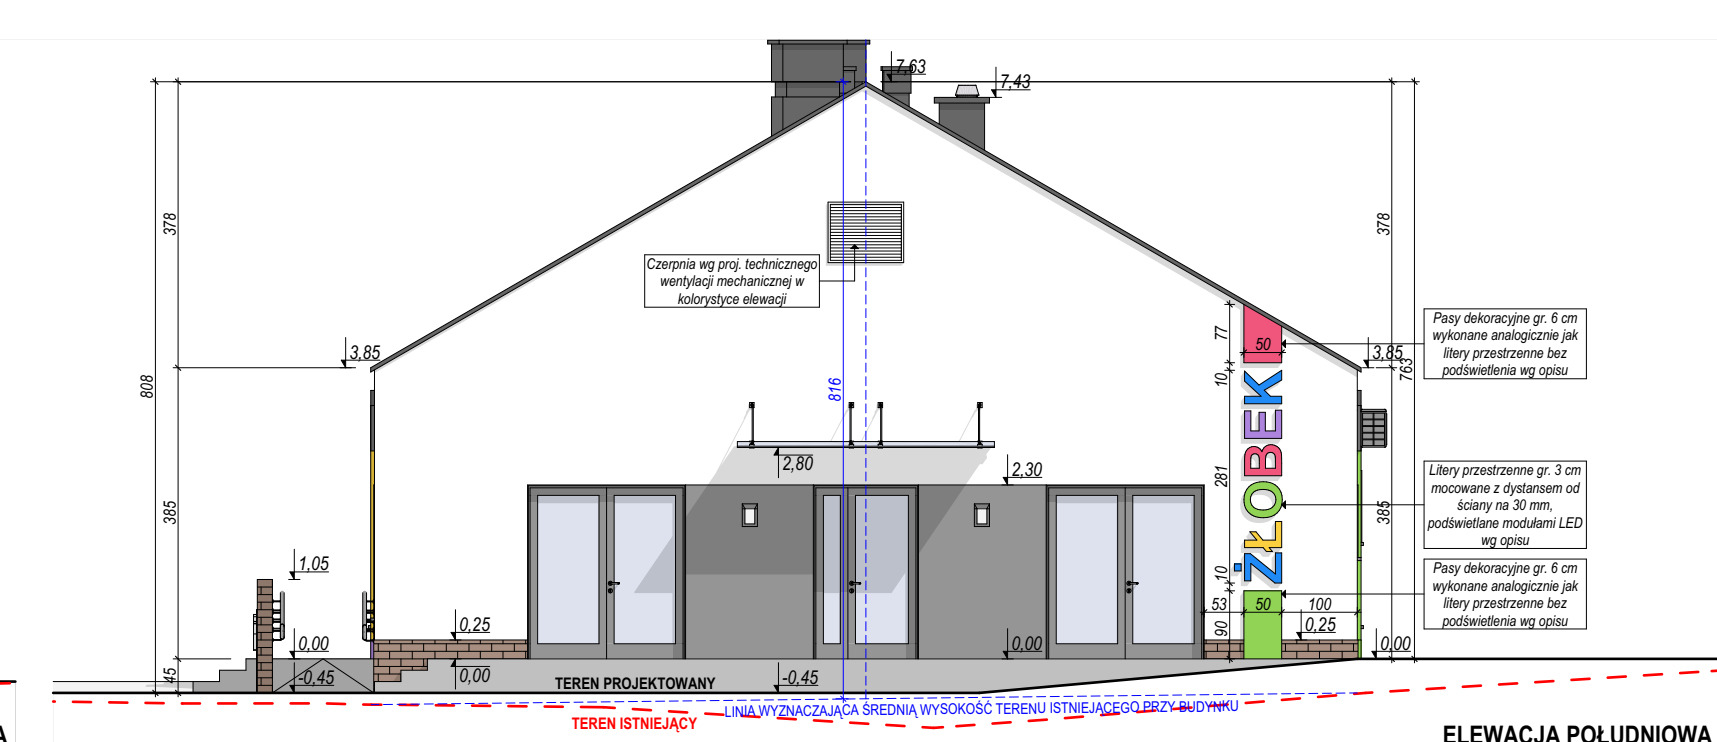 7,63
7,43
378
378
Czerpnia wg proj. technicznego
wentylacji mechanicznej w
kolorystyce elewacji
Pasy dekoracyjne gr. 6 cm
wykonane analogicznie jak
litery przestrzenne bez
podświetlenia wg opisu
77
50
3,85
3,85
763
808
816
10
ŻŁOBEK
2,80
2,30
281
Litery przestrzenne gr. 3 cm
mocowane z dystansem od
ściany na 30 mm,
podświetlane modułami LED
wg opisu
385
385
1,05
10
Pasy dekoracyjne gr. 6 cm
wykonane analogicznie jak
litery przestrzenne bez
podświetlenia wg opisu
53
50
100
90
0,25
0,25
0,00
0,00
0,00
0,00
45
-0,45
TEREN PROJEKTOWANY
-0,45
LINIA WYZNACZAJĄCA ŚREDNIĄ WYSOKOŚĆ TERENU ISTNIEJĄCEGO PRZY BUDYNKU
TEREN ISTNIEJĄCY
A
ELEWACJA POŁUDNIOWA